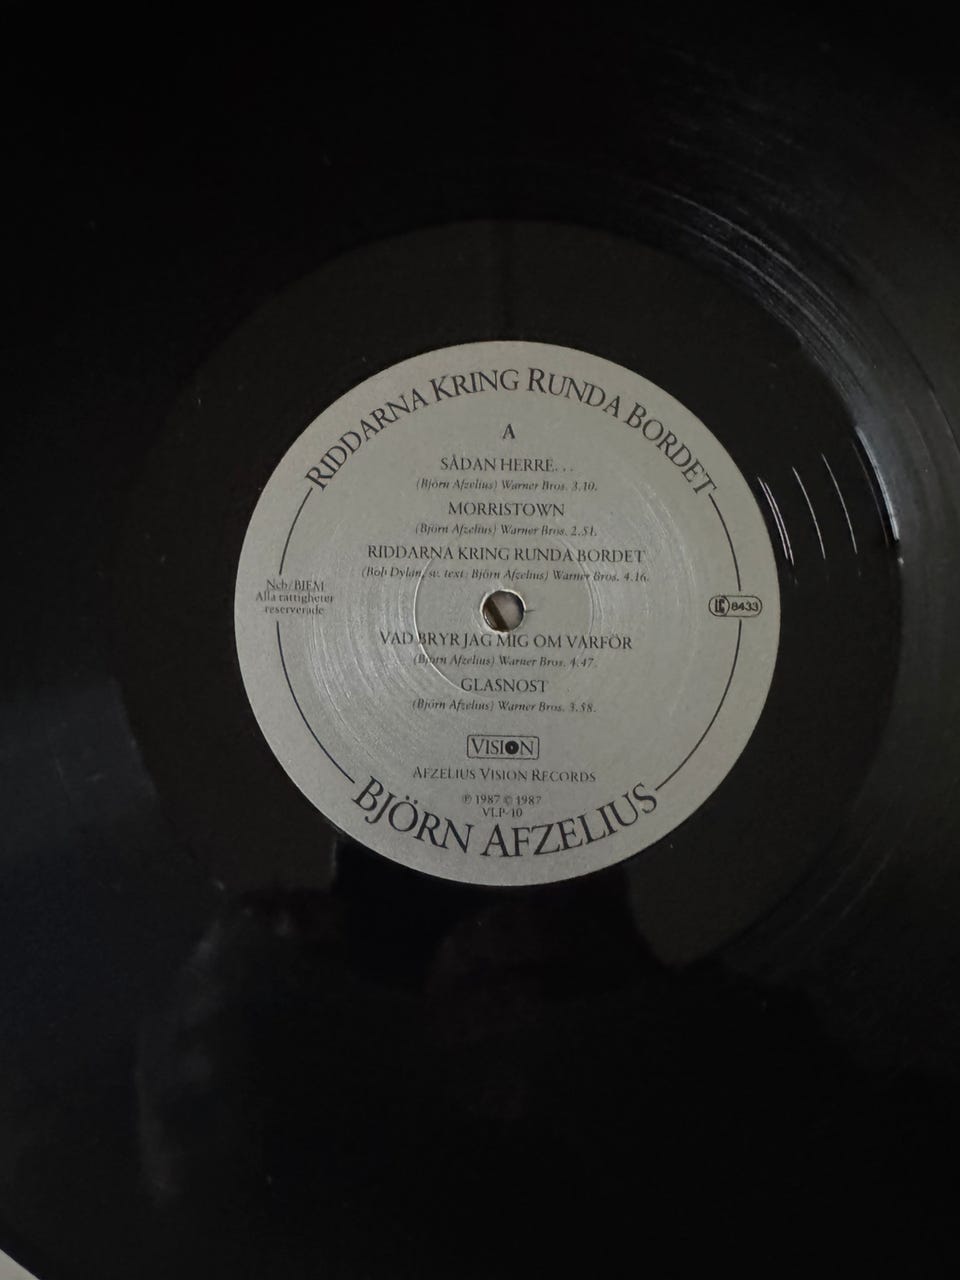 RIDDARNA KRING RUNDA BORDET
A
SÅDAN HERRE...
(Björn Afzelius) Warner Bros. 3.10.
MORRISTOWN
(Björn Afzelius) Warner Bros. 2.51.
RIDDARNA KRING RUNDA BORDET
(Bob Dylan, sv. text: Björn Afzelius) Warner Bros. 4.16.
Ncb/BIEM
Alla rättigheter
reserverade
LC 8433
VAD BRYR JAG MIG OM VARFÖR
(Björn Afzelius) Warner Bros. 4.47.
GLASNOST
(Björn Afzelius) Warner Bros. 3.58.
VISION
AFZELIUS VISION RECORDS
℗ 1987 © 1987
VLP-10
BJÖRN AFZELIUS